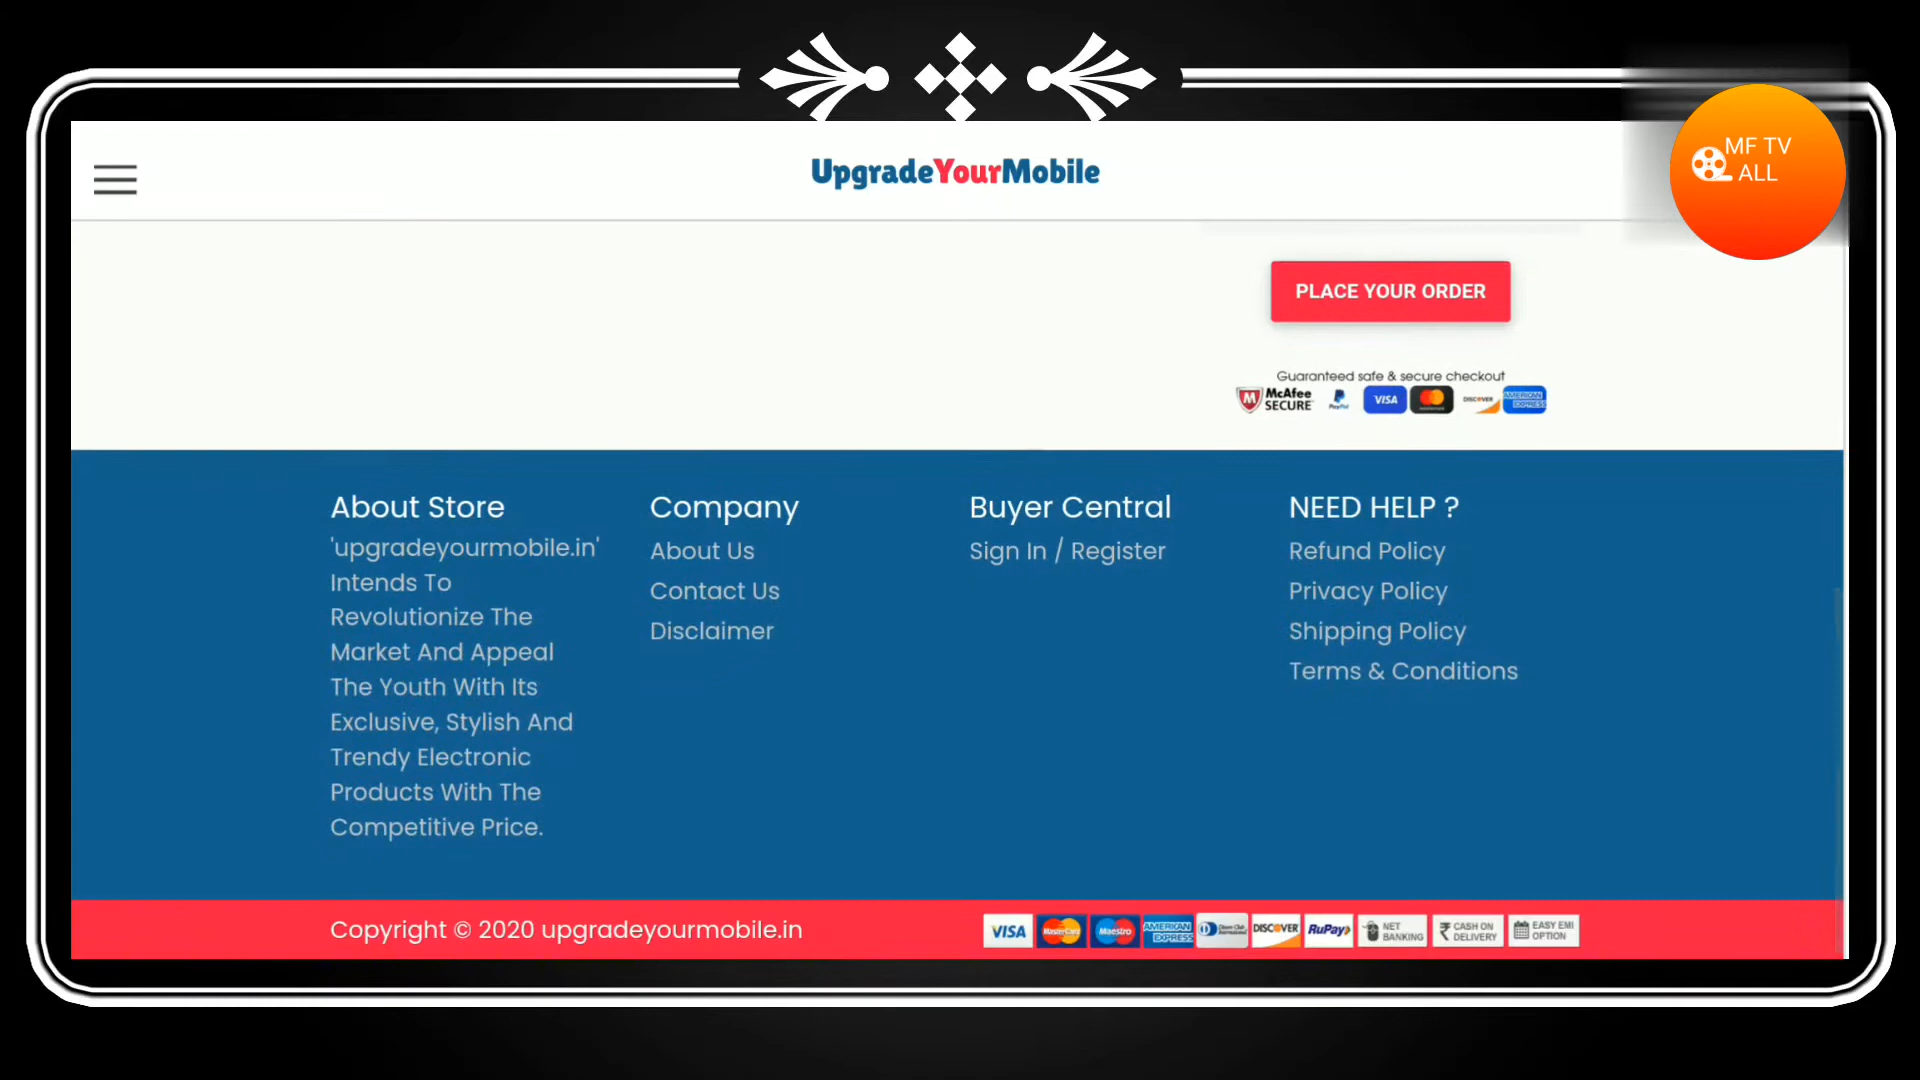 UpgradeYourMobile
MF TV
ALL
PLACE YOUR ORDER
Guaranteed safe & secure checkout
McAfee
SECURE
PayPal
VISA
DISCOVER
AMERICAN
EXPRESS
About Store
'upgradeyourmobile.in'
Intends To
Revolutionize The
Market And Appeal
The Youth With Its
Exclusive, Stylish And
Trendy Electronic
Products With The
Competitive Price.
Company
About Us
Contact Us
Disclaimer
Buyer Central
Sign In / Register
NEED HELP ?
Refund Policy
Privacy Policy
Shipping Policy
Terms & Conditions
Copyright © 2020 upgradeyourmobile.in
VISA
MasterCard
Maestro
AMERICAN
EXPRESS
DISCOVER
RuPay
NET
BANKING
CASH ON
DELIVERY
EASY EMI
OPTION